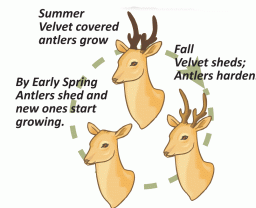 Summer
Velvet covered
antlers grow
Fall
Velvet sheds;
Antlers harden
By Early Spring
Antlers shed and
new ones start
growing.